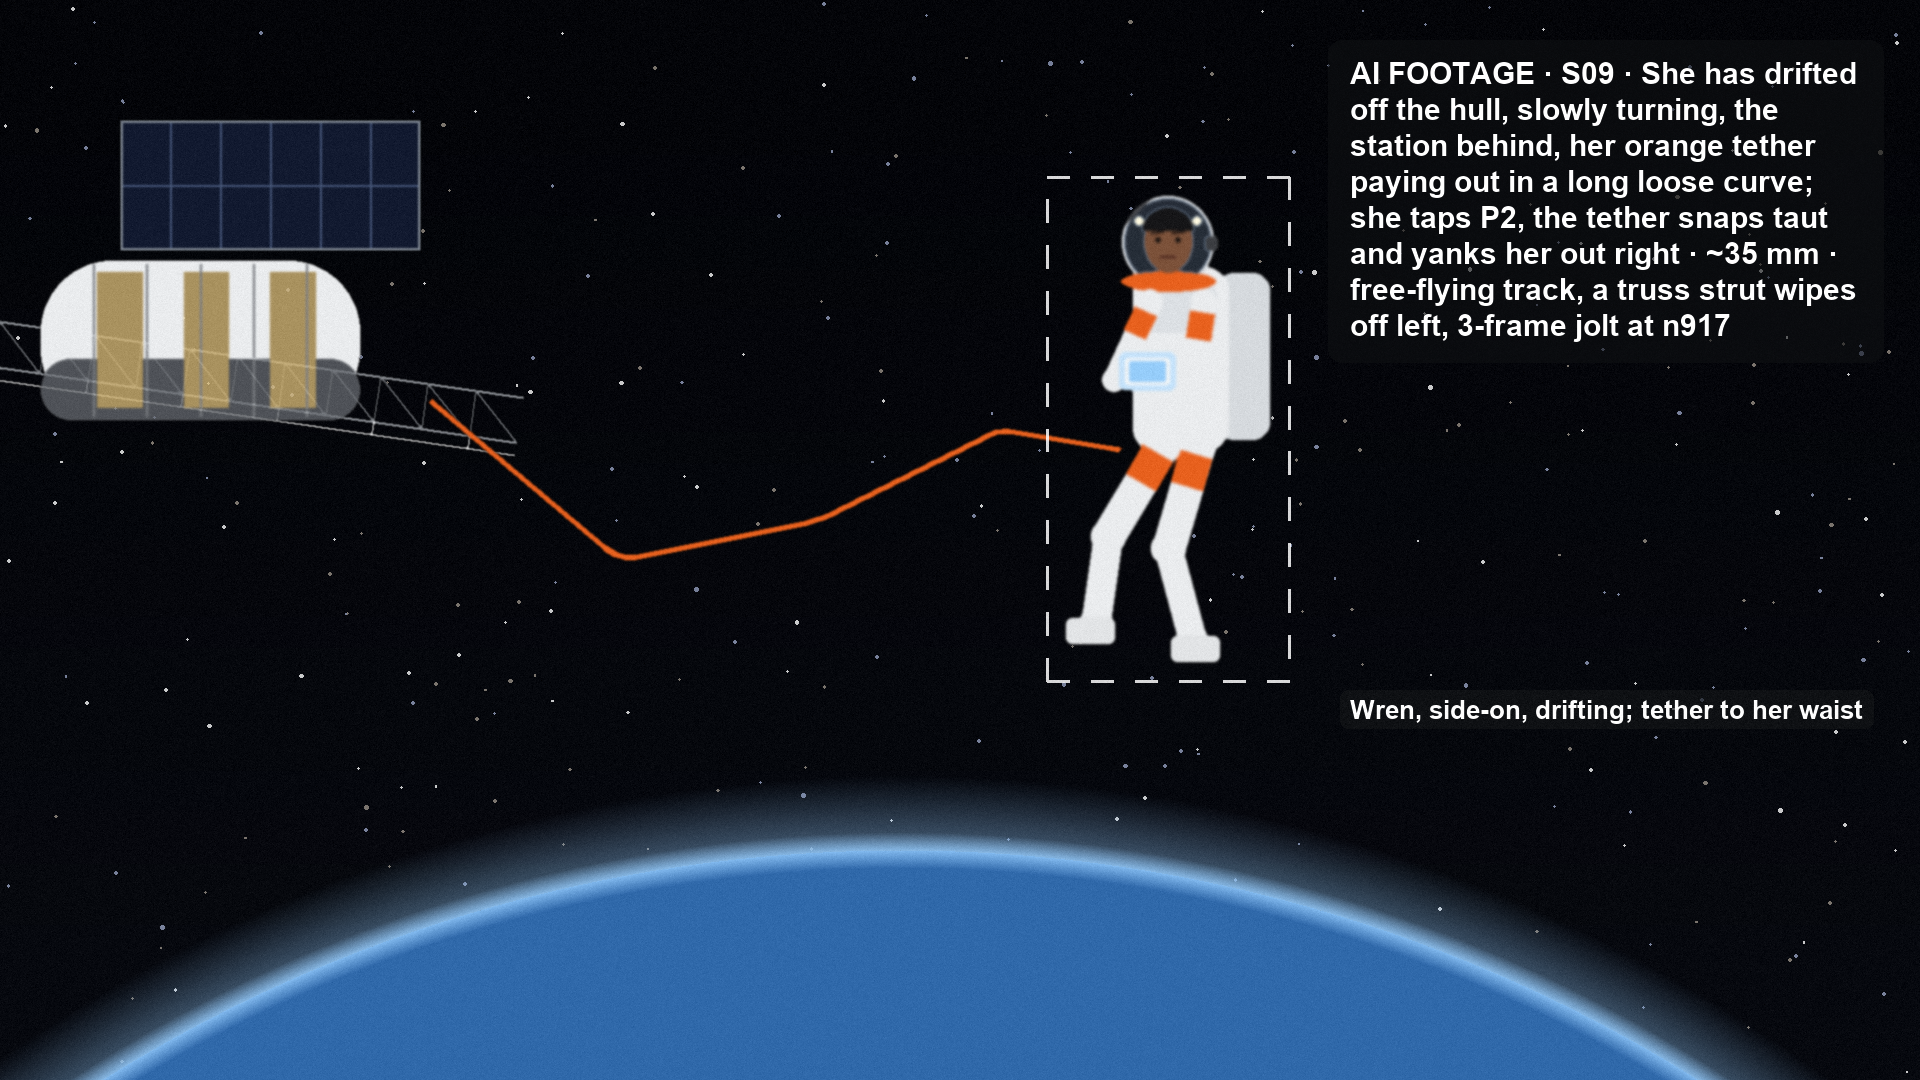 AI FOOTAGE · S09 · She has drifted
off the hull, slowly turning, the
station behind, her orange tether
paying out in a long loose curve;
she taps P2, the tether snaps taut
and yanks her out right · ~35 mm ·
free-flying track, a truss strut wipes
off left, 3-frame jolt at n917
Wren, side-on, drifting; tether to her waist